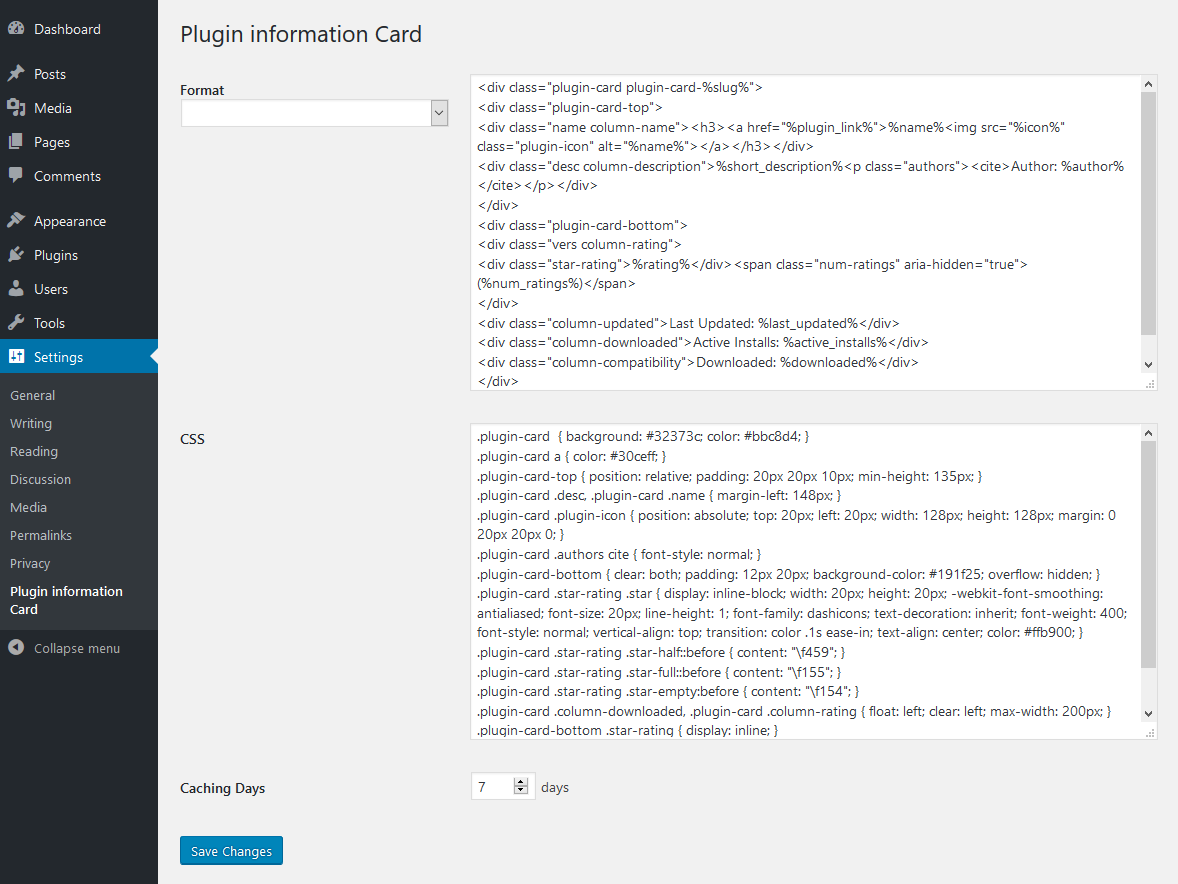 Dashboard
Posts
Media
Pages
Comments
Appearance
Plugins
Users
Tools
Settings
General
Writing
Reading
Discussion
Media
Permalinks
Privacy
Plugin information
Card
Collapse menu
Plugin information Card
Format
<div class="plugin-card plugin-card-%slug%">
<div class="plugin-card-top">
<div class="name column-name"><h3><a href="%plugin_link%">%name%<img src="%icon%"
class="plugin-icon" alt="%name%"></a></h3></div>
<div class="desc column-description">%short_description%<p class="authors"><cite>Author: %author%
</cite></p></div>
</div>
<div class="plugin-card-bottom">
<div class="vers column-rating">
<div class="star-rating">%rating%</div><span class="num-ratings" aria-hidden="true">
(%num_ratings%)</span>
</div>
<div class="column-updated">Last Updated: %last_updated%</div>
<div class="column-downloaded">Active Installs: %active_installs%</div>
<div class="column-compatibility">Downloaded: %downloaded%</div>
</div>
CSS
.plugin-card  { background: #32373c; color: #bbc8d4; }
.plugin-card a { color: #30ceff; }
.plugin-card-top { position: relative; padding: 20px 20px 10px; min-height: 135px; }
.plugin-card .desc, .plugin-card .name { margin-left: 148px; }
.plugin-card .plugin-icon { position: absolute; top: 20px; left: 20px; width: 128px; height: 128px; margin: 0
20px 20px 0; }
.plugin-card .authors cite { font-style: normal; }
.plugin-card-bottom { clear: both; padding: 12px 20px; background-color: #191f25; overflow: hidden; }
.plugin-card .star-rating .star { display: inline-block; width: 20px; height: 20px; -webkit-font-smoothing:
antialiased; font-size: 20px; line-height: 1; font-family: dashicons; text-decoration: inherit; font-weight: 400;
font-style: normal; vertical-align: top; transition: color .1s ease-in; text-align: center; color: #ffb900; }
.plugin-card .star-rating .star-half::before { content: "\f459"; }
.plugin-card .star-rating .star-full::before { content: "\f155"; }
.plugin-card .star-rating .star-empty:before { content: "\f154"; }
.plugin-card .column-downloaded, .plugin-card .column-rating { float: left; clear: left; max-width: 200px; }
.plugin-card-bottom .star-rating { display: inline; }
Caching Days
7 days
Save Changes